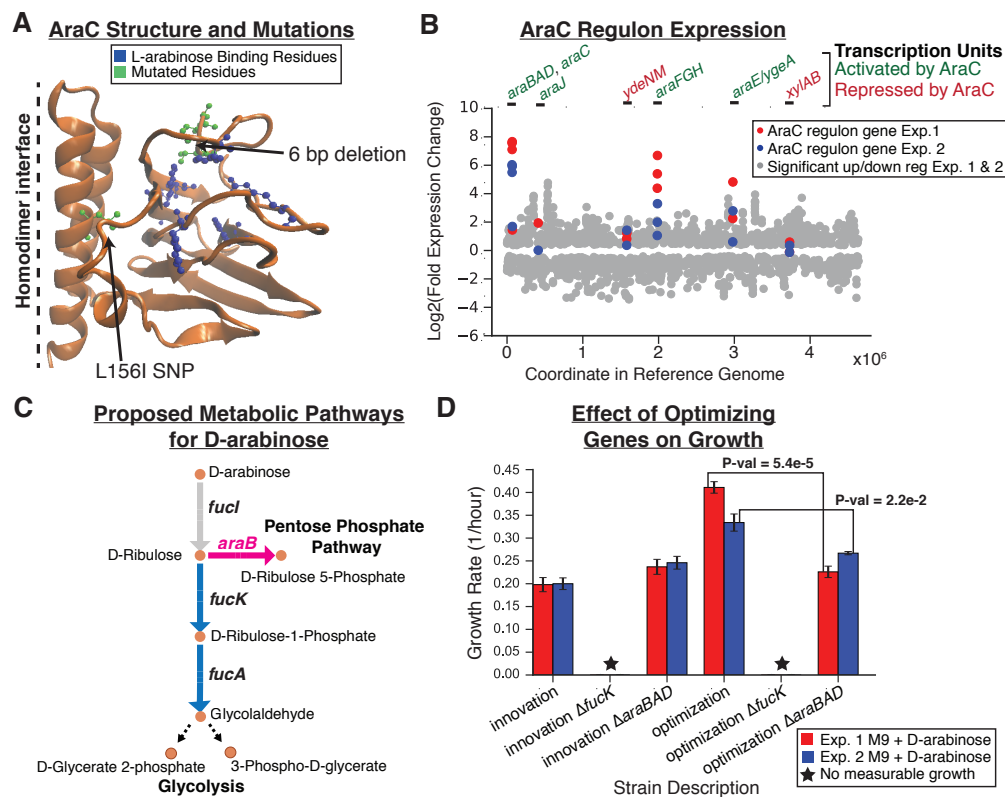 A
AraC Structure and Mutations
L-arabinose Binding Residues
Mutated Residues
6 bp deletion
Homodimer interface
L156I SNP
B
AraC Regulon Expression
Transcription Units
Activated by AraC
Repressed by AraC
araBAD, araC
araJ
ydeNM
araFGH
araE/ygeA
xylAB
AraC regulon gene Exp.1
AraC regulon gene Exp. 2
Significant up/down reg Exp. 1 & 2
Log2(Fold Expression Change)
10
8
6
4
2
0
−2
−4
−6
0
1
2
3
4
x10⁶
Coordinate in Reference Genome
C
Proposed Metabolic Pathways
for D-arabinose
D-arabinose
fucI
Pentose Phosphate
Pathway
araB
D-Ribulose
D-Ribulose 5-Phosphate
fucK
D-Ribulose-1-Phosphate
fucA
Glycolaldehyde
D-Glycerate 2-phosphate
3-Phospho-D-glycerate
Glycolysis
D
Effect of Optimizing
Genes on Growth
P-val = 5.4e-5
P-val = 2.2e-2
Growth Rate (1/hour)
0.45
0.40
0.35
0.30
0.25
0.20
0.15
0.10
0.05
0.00
innovation
innovation ΔfucK
innovation ΔaraBAD
optimization
optimization ΔfucK
optimization ΔaraBAD
Strain Description
Exp. 1 M9 + D-arabinose
Exp. 2 M9 + D-arabinose
No measurable growth